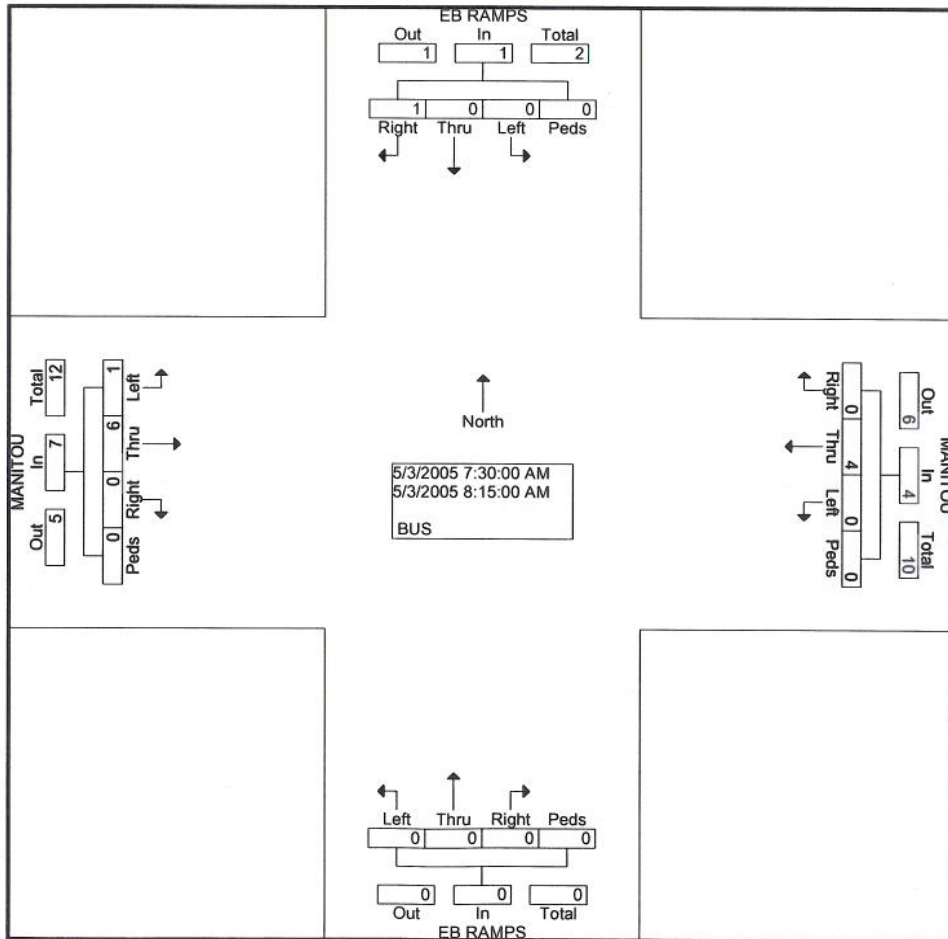 EB RAMPS
Out In Total
1 1 2
1 0 0 0
Right Thru Left Peds
MANITOU
Total In Out
12 7 5
1 6 0 0
Left Thru Right Peds
North
5/3/2005 7:30:00 AM
5/3/2005 8:15:00 AM
BUS
Right Thru Left Peds
0 4 0 0
Out In Total
6 4 10
MANITOU
Left Thru Right Peds
0 0 0 0
0 0 0
Out In Total
EB RAMPS